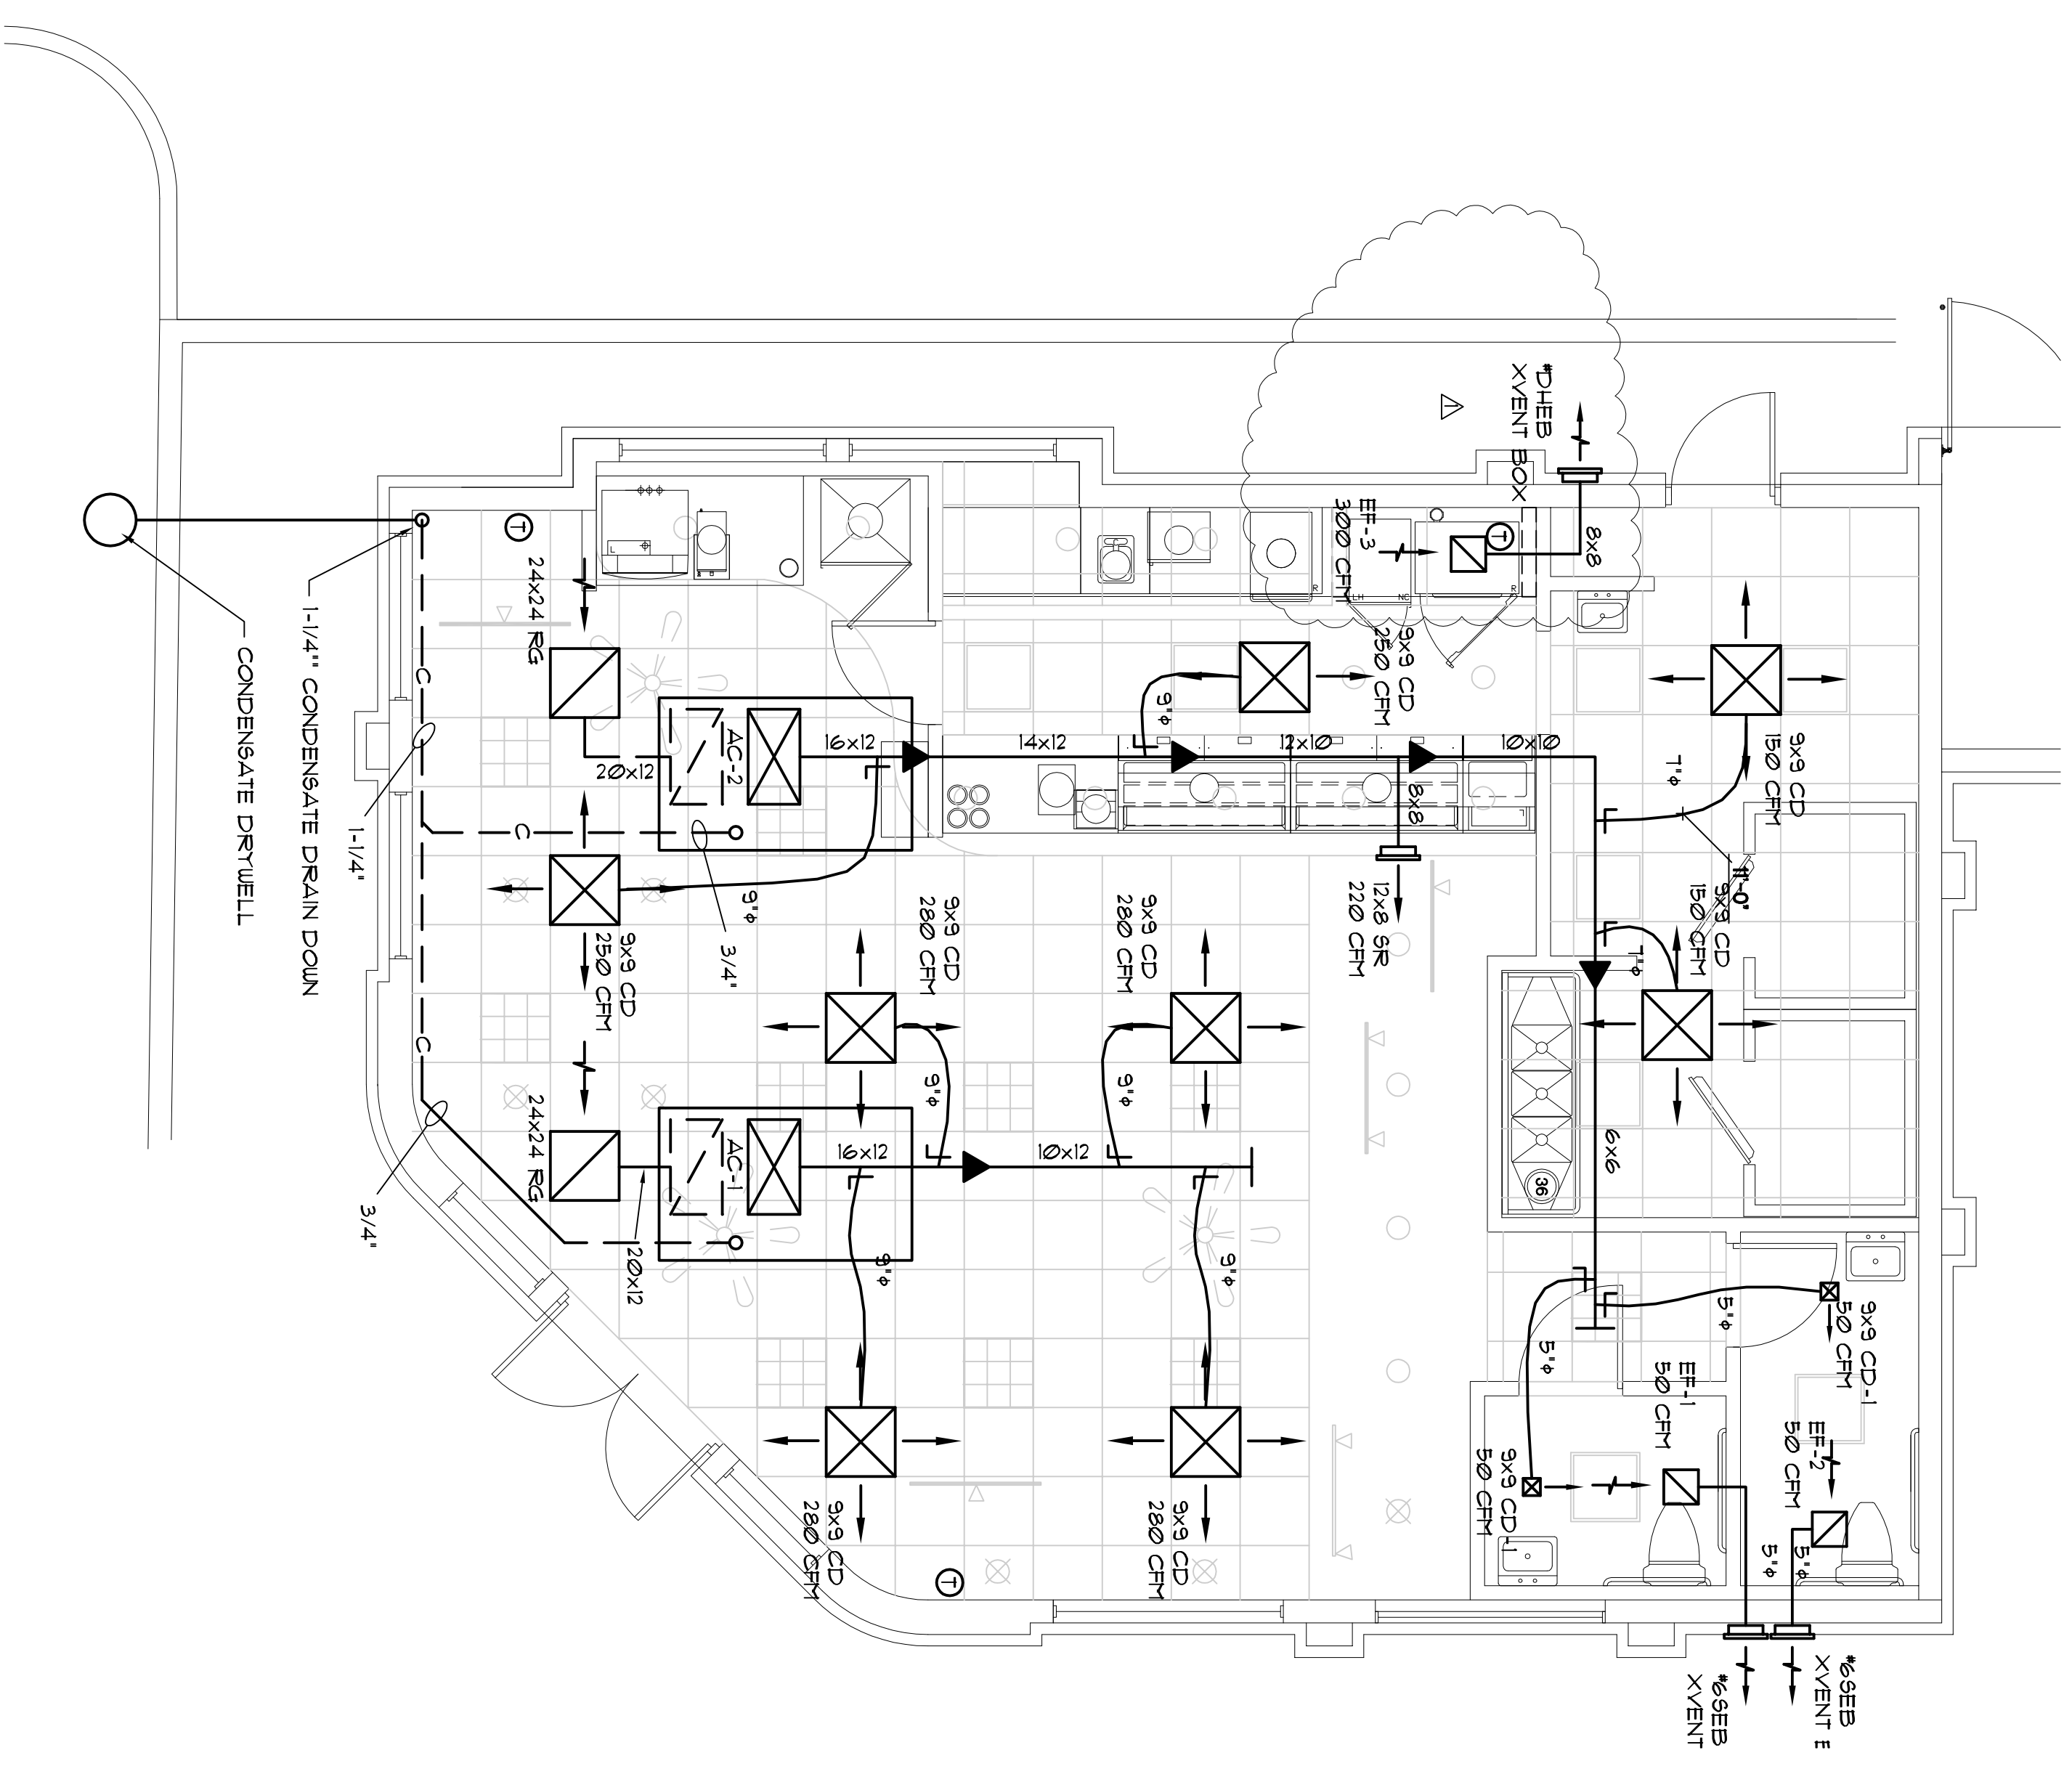 #DHEB
XVENT BOX
1
8x8
EF-3
300 CFM
T
T
L
R
LH
NC
R
24x24 RG
9x9 CD
250 CFM
9"ø
C
20x12
AC-2
16x12
14x12
12x10
10x10
8x8
7"ø
9x9 CD
150 CFM
11'-0"
CONDENSATE DRYWELL
1-1/4" CONDENSATE DRAIN DOWN
1-1/4"
C
3/4"
9"ø
9x9 CD
250 CFM
9x9 CD
280 CFM
9x9 CD
280 CFM
12x8 SR
220 CFM
9x9 CD
150 CFM
7"ø
C
24x24 RG
AC-1
16x12
9"ø
10x12
9"ø
6x6
36
3/4"
20x12
9"ø
9"ø
5"ø
5"ø
9x9 CD-1
50 CFM
EF-1
50 CFM
EF-2
50 CFM
9x9 CD-1
50 CFM
9x9 CD
280 CFM
9x9 CD
280 CFM
T
5"ø
5"ø
#6SEB
XVENT
#6SEB
XVENT